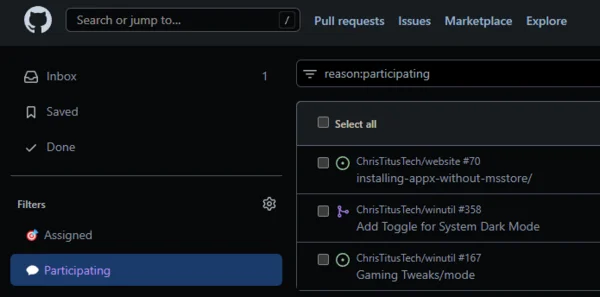 Search or jump to...
/
Pull requests
Issues
Marketplace
Explore
Inbox
1
Saved
Done
Filters
Assigned
Participating
reason:participating
Select all
ChrisTitusTech/website #70
installing-appx-without-msstore/
ChrisTitusTech/winutil #358
Add Toggle for System Dark Mode
ChrisTitusTech/winutil #167
Gaming Tweaks/mode